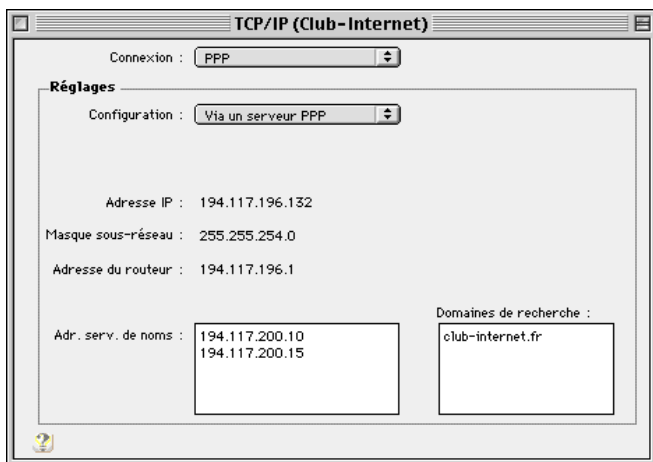 TCP/IP (Club-Internet)
Connexion : PPP
Réglages
Configuration : Via un serveur PPP
Adresse IP : 194.117.196.132
Masque sous-réseau : 255.255.254.0
Adresse du routeur : 194.117.196.1
Domaines de recherche :
Adr. serv. de noms : 194.117.200.10 club-internet.fr
194.117.200.15